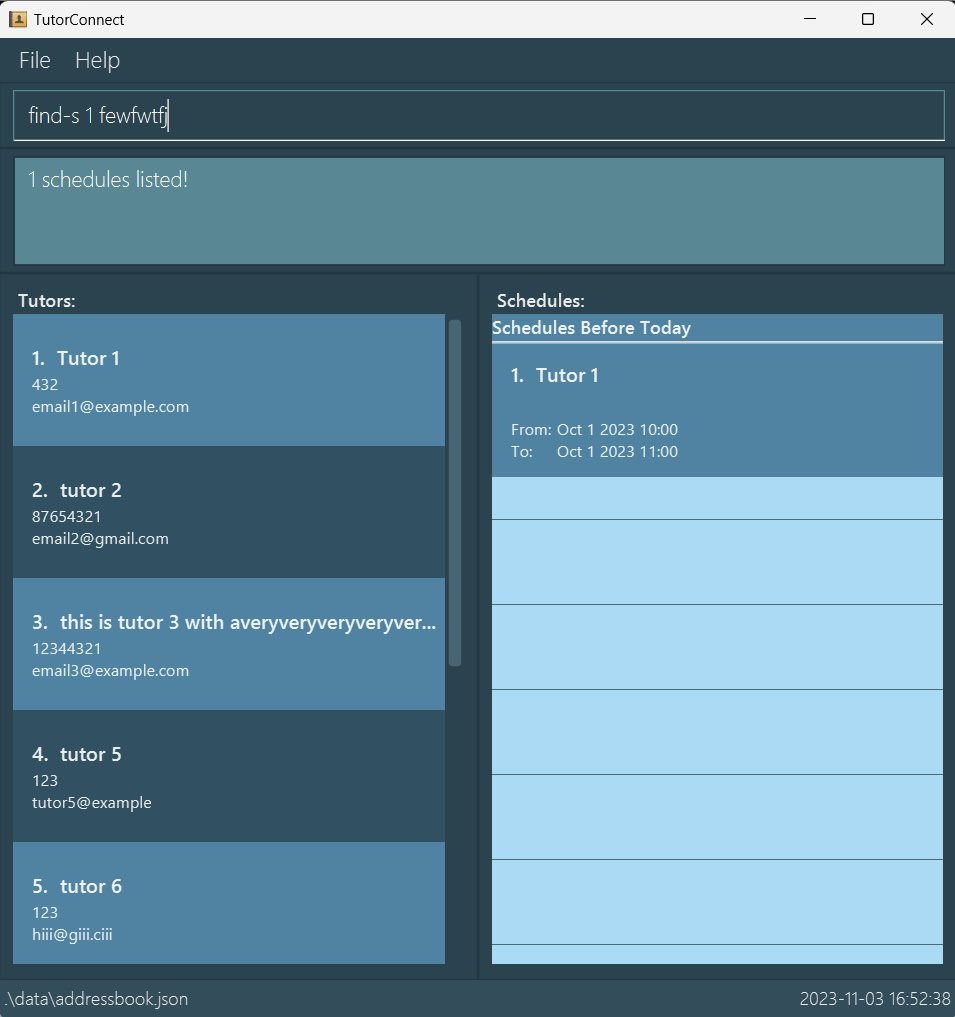 TutorConnect
File Help
find-s 1 fewfwtfj
1 schedules listed!
Tutors:
1. Tutor 1
432
email1@example.com
2. tutor 2
87654321
email2@gmail.com
3. this is tutor 3 with averyveryveryveryver...
12344321
email3@example.com
4. tutor 5
123
tutor5@example
5. tutor 6
123
hiii@giii.ciii
Schedules:
Schedules Before Today
1. Tutor 1
From: Oct 1 2023 10:00
To: Oct 1 2023 11:00
.\data\addressbook.json
2023-11-03 16:52:38